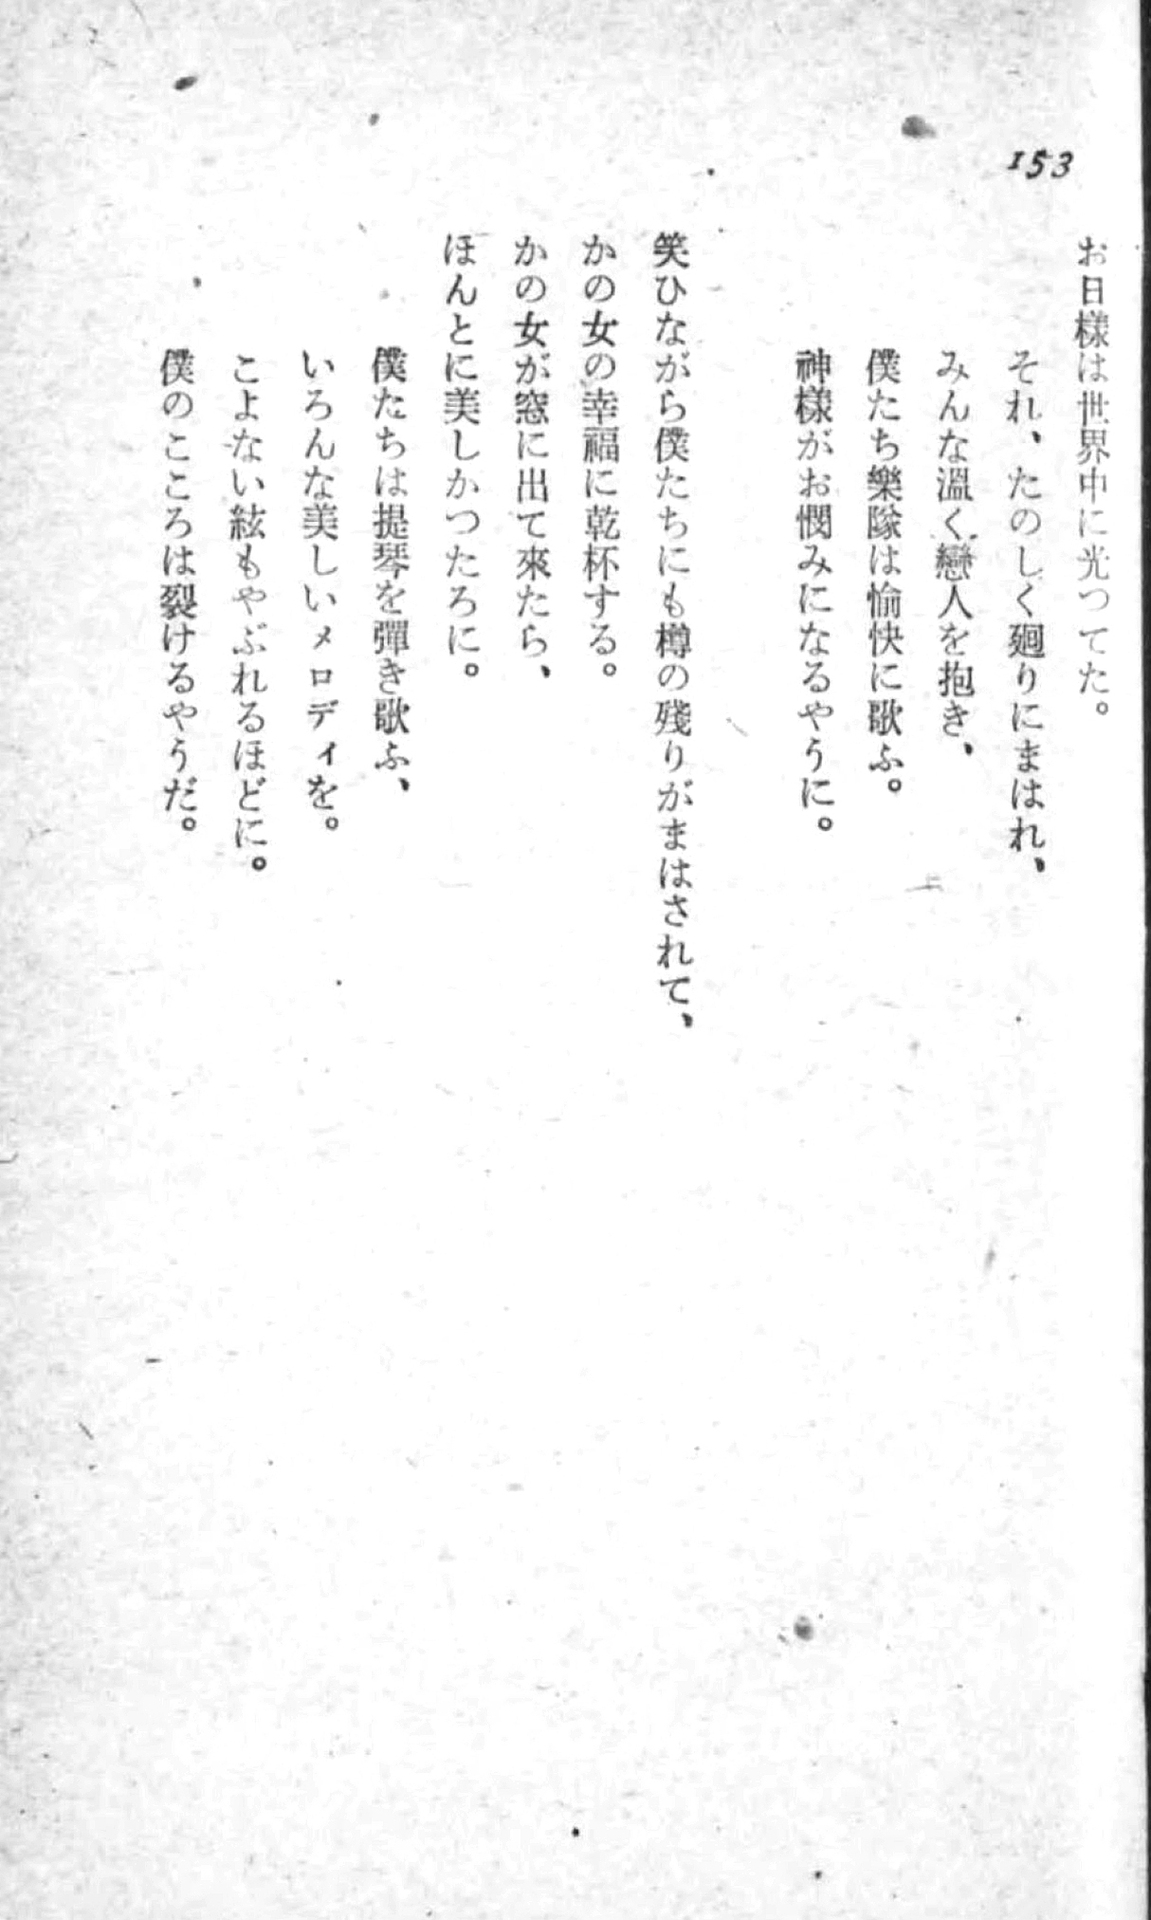 153
お日樣は世界中に光つてた。
それ、たのしく廻りにまはれ、
みんな溫く戀人を抱き、
僕たち樂隊は愉快に歌ふ。
神樣がお憫みになるやうに。
笑ひながら僕たちにも樽の殘りがまはされて、
かの女の幸福に乾杯する。
かの女が窓に出て來たら、
ほんとに美しかつたろに。
僕たちは提琴を彈き歌ふ、
いろんな美しいメロディを。
こよない絃もやぶれるほどに。
僕のこころは裂けるやうだ。